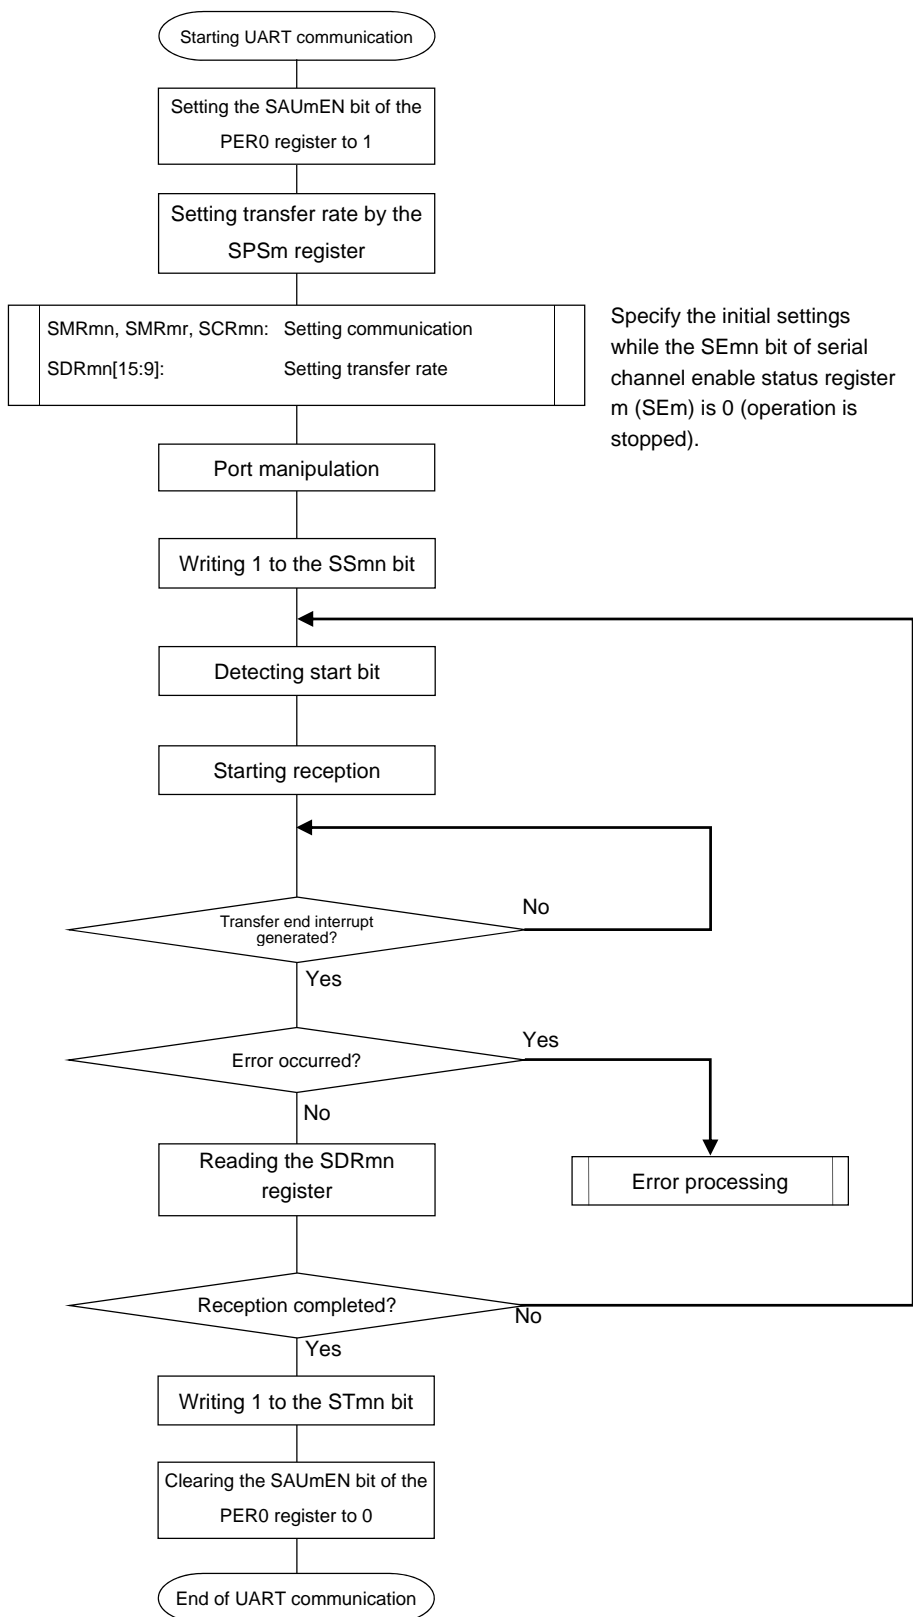 Starting UART communication
Setting the SAUmEN bit of the
PER0 register to 1
Setting transfer rate by the
SPSm register
SMRmn, SMRmr, SCRmn: Setting communication
SDRmn[15:9]: Setting transfer rate
Specify the initial settings
while the SEmn bit of serial
channel enable status register
m (SEm) is 0 (operation is
stopped).
Port manipulation
Writing 1 to the SSmn bit
Detecting start bit
Starting reception
Transfer end interrupt
generated?
No
Yes
Error occurred?
Yes
No
Reading the SDRmn
register
Error processing
Reception completed?
No
Yes
Writing 1 to the STmn bit
Clearing the SAUmEN bit of the
PER0 register to 0
End of UART communication